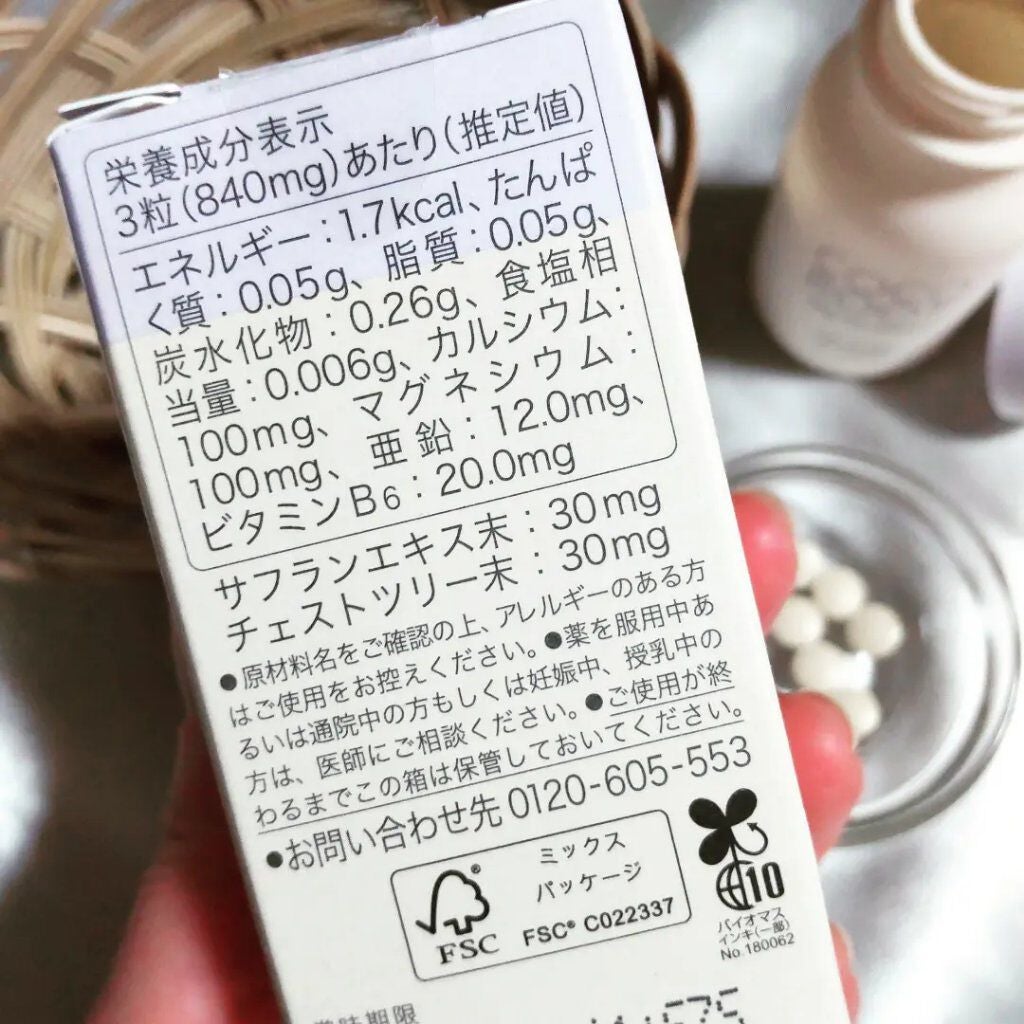 栄養成分表示
3粒(840mg)あたり(推定値)
エネルギー:1.7kcal、たんぱ
く質:0.05g、脂質:0.05g、
炭水化物:0.26g、食塩相
当量:0.006g、カルシウム:
100mg、マグネシウム:
100mg、亜鉛:12.0mg、
ビタミンB6:20.0mg
サフランエキス末:30mg
チェストツリー末:30mg
●原材料名をご確認の上、アレルギーのある方
はご使用をお控えください。●薬を服用中あ
るいは通院中の方もしくは妊娠中、授乳中の
方は、医師にご相談ください。●ご使用が終
わるまでこの箱は保管しておいてください。
●お問い合わせ先 0120-605-553
FSC®
ミックス
パッケージ
FSC® C022337
10
バイオマス
インキ(一部)
No.180062
賞味期限